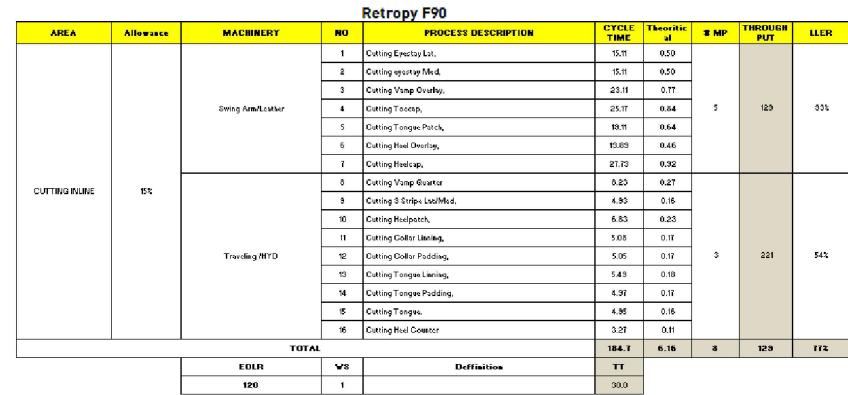 Retropy F90
AREA Allowance MACHINERY NO PROCESS DESCRIPTION CYCLE TIME Theoritical # MP THROUGH PUT LLER
CUTTING INLINE 15%
Swing Arm/Leather 5 129 93%
1 Cutting Eyestay Lat, 15.11 0.50
2 Cutting eyestay Med, 15.11 0.50
3 Cutting Vamp Overlay, 23.11 0.77
4 Cutting Toecap, 25.17 0.84
5 Cutting Tongue Patch, 19.11 0.64
6 Cutting Heel Overlay, 13.89 0.46
7 Cutting Heelcap, 27.73 0.92
Traveling /HYD 3 221 54%
8 Cutting Vamp Quarter 8.23 0.27
9 Cutting 3 Stripe Lat/Med, 4.93 0.16
10 Cutting Heelpatch, 6.83 0.23
11 Cutting Collar Linning, 5.08 0.17
12 Cutting Collar Padding, 5.05 0.17
13 Cutting Tongue Linning, 5.49 0.18
14 Cutting Tongue Padding, 4.97 0.17
15 Cutting Tongue, 4.95 0.16
16 Cutting Heel Counter 3.27 0.11
TOTAL 184.7 6.16 8 129 77%
EOLR WS Deffinition TT
120 1 30.0